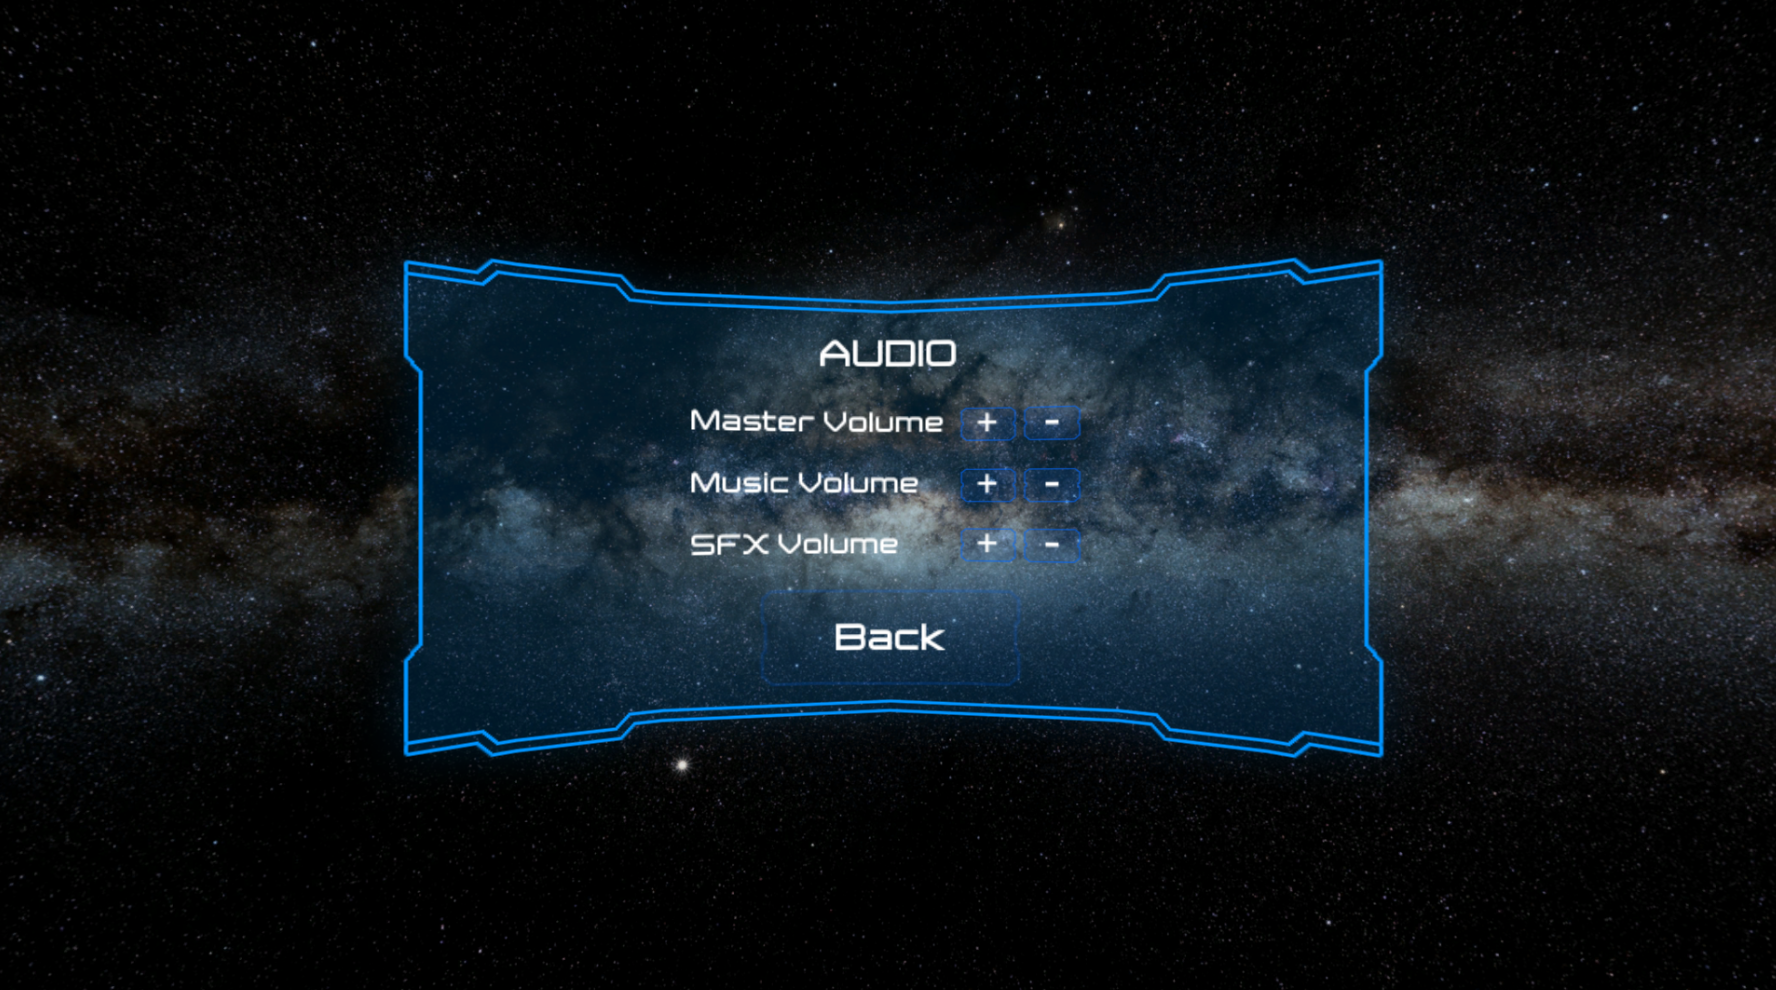 AUDIO
Master Volume + -
Music Volume + -
SFX Volume + -
Back